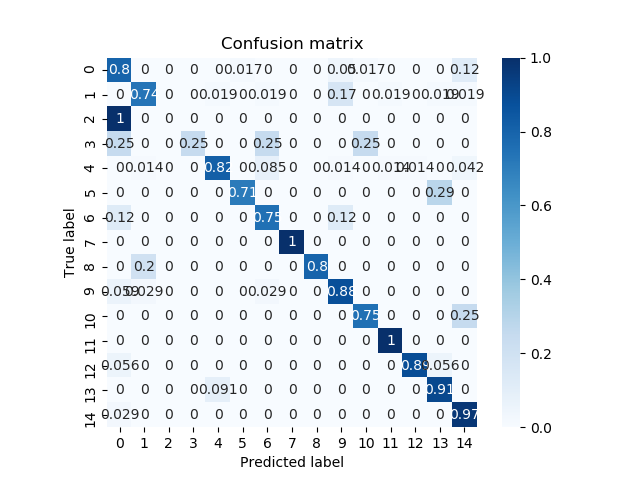 Confusion matrix
0 0.8 0 0 0 0 0.017 0 0 0 0.05 0.017 0 0 0 0.12
1 0 0.74 0 0 0.019 0 0.019 0 0 0.17 0 0.019 0 0.019 0.019
2 1 0 0 0 0 0 0 0 0 0 0 0 0 0 0
3 0.25 0 0 0.25 0 0 0.25 0 0 0 0.25 0 0 0 0
4 0 0.014 0 0 0.82 0 0.085 0 0 0.014 0 0.014 0.014 0 0.042
5 0 0 0 0 0 0.71 0 0 0 0 0 0 0 0.29 0
6 0.12 0 0 0 0 0 0.75 0 0 0.12 0 0 0 0 0
7 0 0 0 0 0 0 0 1 0 0 0 0 0 0 0
8 0 0.2 0 0 0 0 0 0 0.8 0 0 0 0 0 0
9 0.059 0.029 0 0 0 0 0.029 0 0 0.88 0 0 0 0 0
10 0 0 0 0 0 0 0 0 0 0 0.75 0 0 0 0.25
11 0 0 0 0 0 0 0 0 0 0 0 1 0 0 0
12 0.056 0 0 0 0 0 0 0 0 0 0 0 0.89 0.056 0
13 0 0 0 0 0.091 0 0 0 0 0 0 0 0 0.91 0
14 0.029 0 0 0 0 0 0 0 0 0 0 0 0 0 0.97
0 1 2 3 4 5 6 7 8 9 10 11 12 13 14
Predicted label
True label
1.0
0.8
0.6
0.4
0.2
0.0